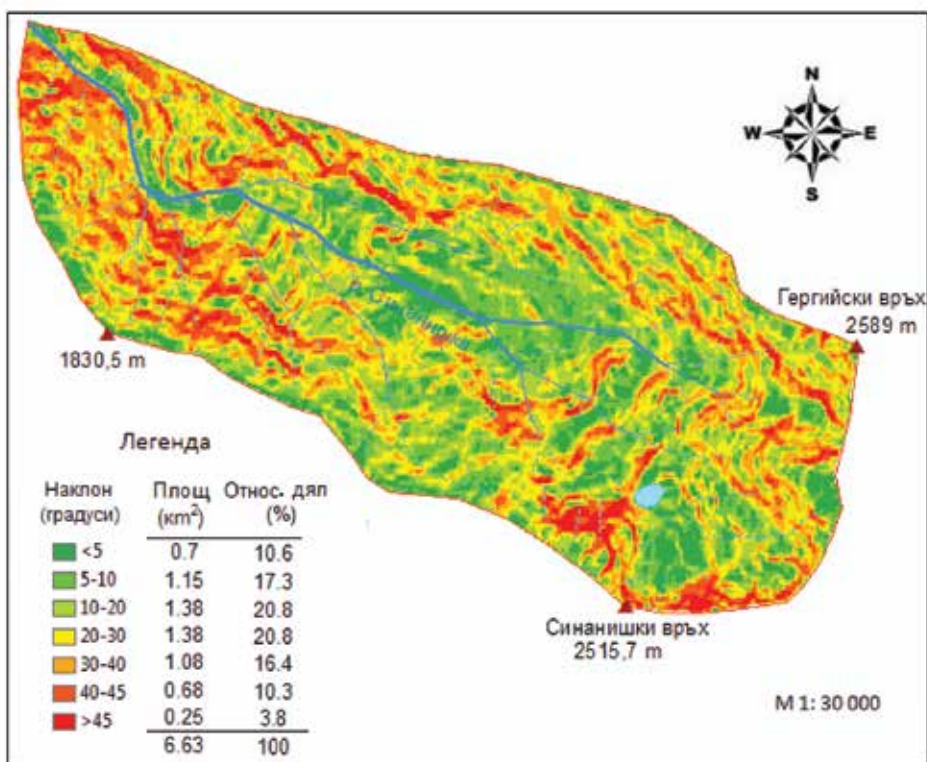 N
W E
S
Гергийски връх
2589 m
р. Синаница
1830,5 m
Легенда
Наклон (градуси) Площ (km²) Относ. дял (%)
<5 0.7 10.6
5-10 1.15 17.3
10-20 1.38 20.8
20-30 1.38 20.8
30-40 1.08 16.4
40-45 0.68 10.3
>45 0.25 3.8
6.63 100
Синанишки връх
2515,7 m
М 1: 30 000